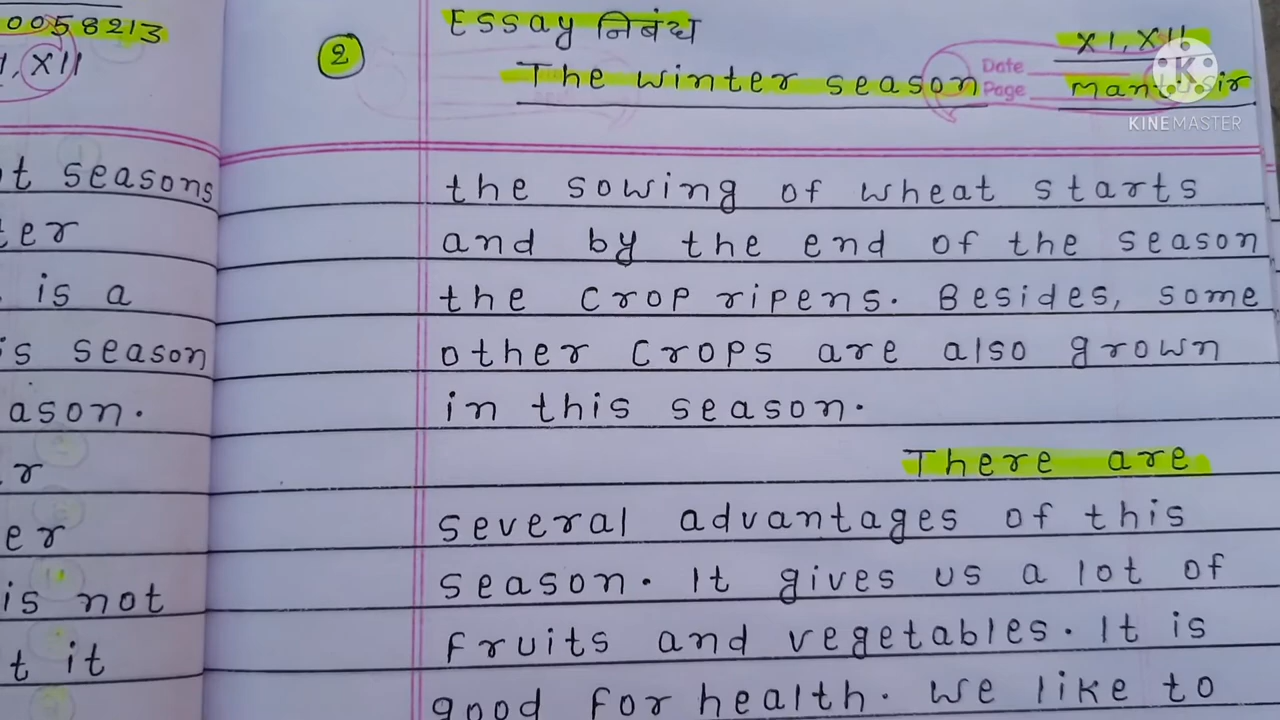 0058213
XII
t seasons
er
is a
is season
ason.
r
er
is not
t it
2
Essay निबंध
XI, XII
The winter season
Date
Page
KINEMASTER
the sowing of wheat starts
and by the end of the season
the crop ripens. Besides, some
other crops are also grown
in this season.
There are
several advantages of this
season. It gives us a lot of
fruits and vegetables. It is
good for health. We like to